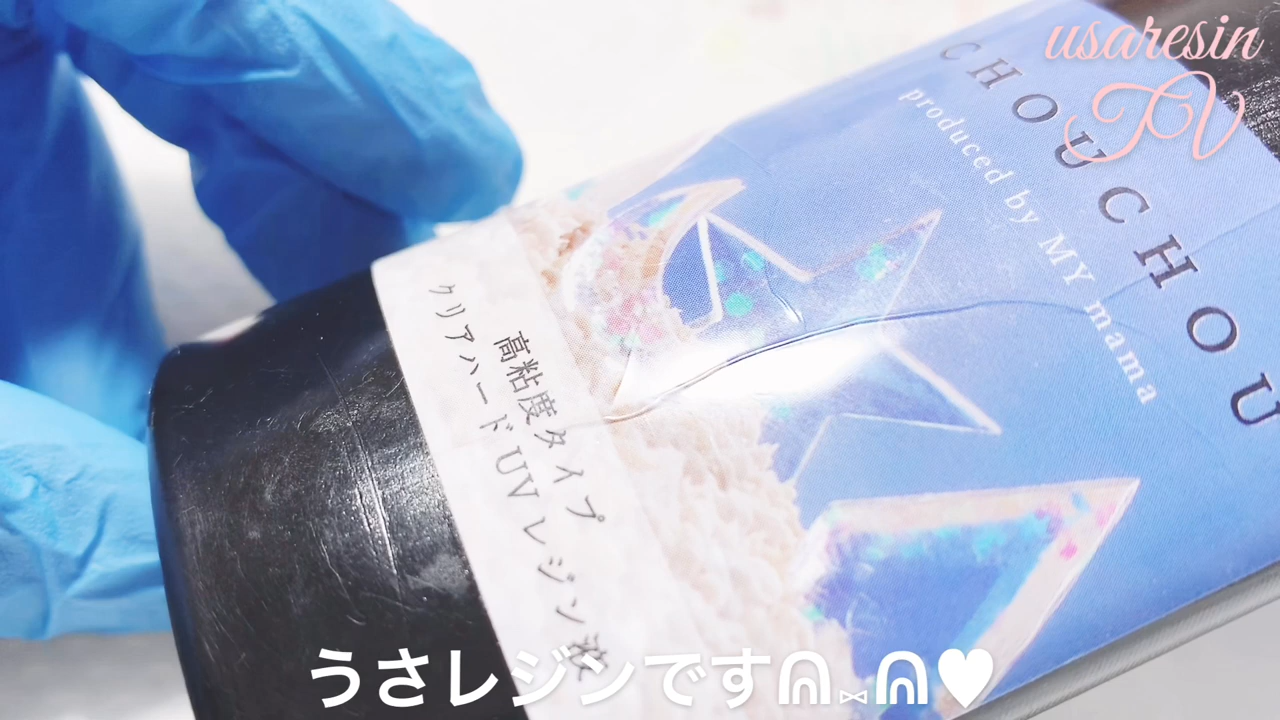 usaresin
TV
CHOUCHOU
produced by MY mama
高粘度タイプ
クリアハードUVレジン液
うさレジンですᕱ⑅ᕱ♥